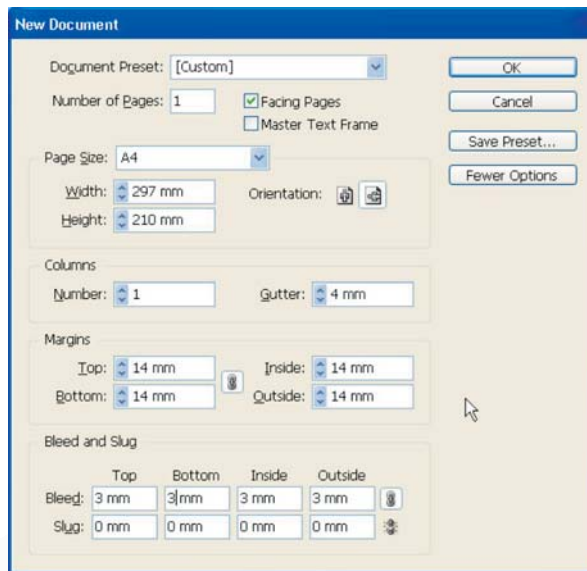 New Document
Document Preset: [Custom]
OK
Number of Pages: 1
Facing Pages
Cancel
Master Text Frame
Save Preset...
Page Size: A4
Fewer Options
Width: 297 mm
Orientation:
Height: 210 mm
Columns
Number: 1
Gutter: 4 mm
Margins
Top: 14 mm
Inside: 14 mm
Bottom: 14 mm
Outside: 14 mm
Bleed and Slug
Top Bottom Inside Outside
Bleed: 3 mm 3 mm 3 mm 3 mm
Slug: 0 mm 0 mm 0 mm 0 mm